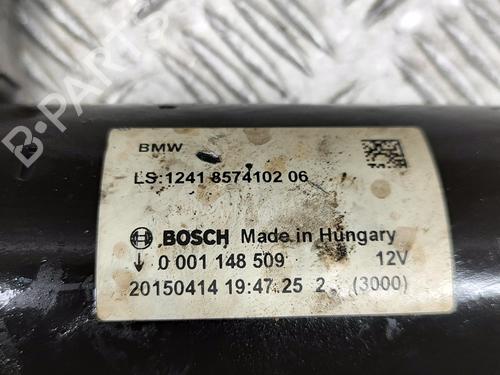 BMW
LS:1241 8574102 06
BOSCH Made in Hungary
0 001 148 509 12V
20150414 19:47 25 2 (3000)
B-PARTS